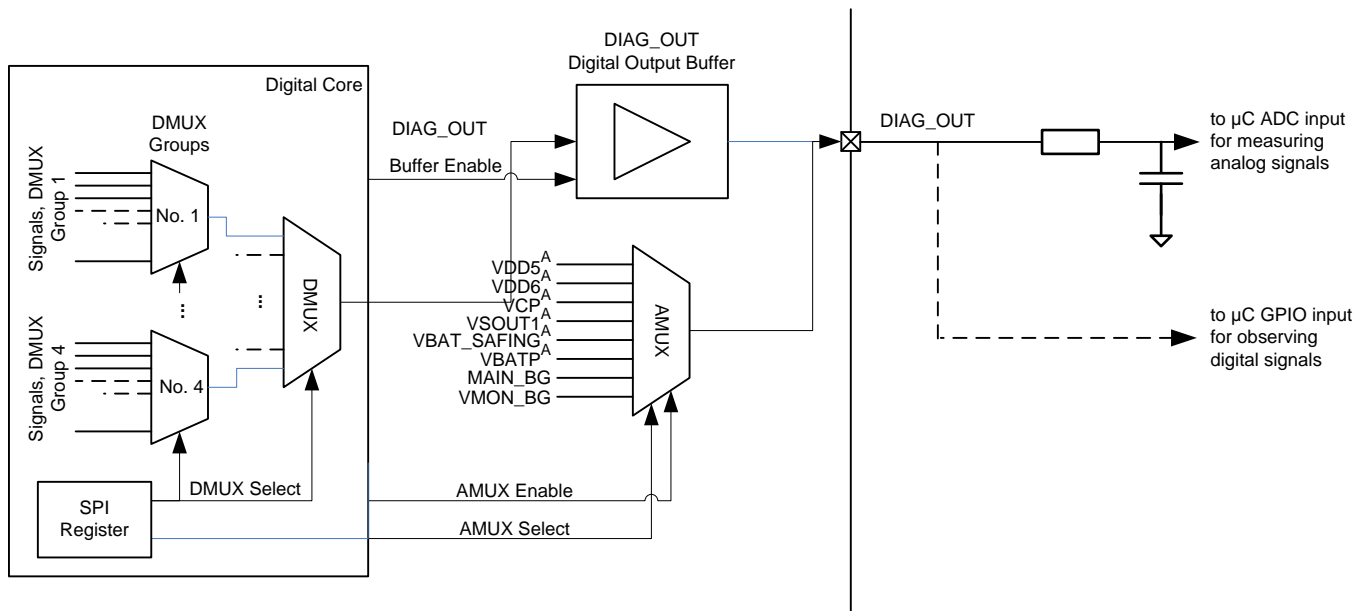 DIAG_OUT
Digital Output Buffer
Digital Core
DMUX
Groups
DIAG_OUT
Buffer Enable
Signals, DMUX
Group 1
No. 1
...
...
DMUX
Signals, DMUX
Group 4
No. 4
SPI
Register
DMUX Select
AMUX Enable
AMUX Select
VDD5A
VDD6A
VCPA
VSOUT1A
VBAT_SAFINGA
VBATPA
MAIN_BG
VMON_BG
AMUX
DIAG_OUT
to µC ADC input
for measuring
analog signals
to µC GPIO input
for observing
digital signals